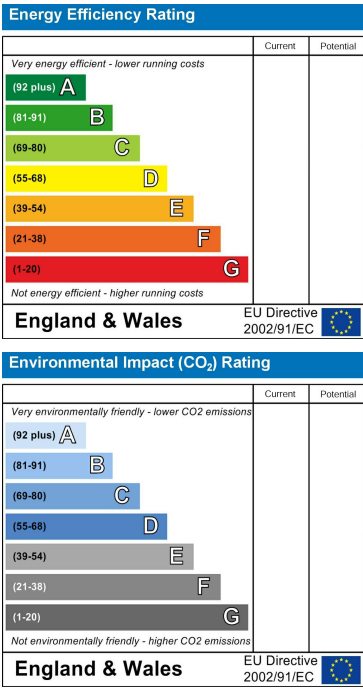 Energy Efficiency Rating
Current Potential
Very energy efficient - lower running costs
(92 plus) A
(81-91) B
(69-80) C
(55-68) D
(39-54) E
(21-38) F
(1-20) G
Not energy efficient - higher running costs
England & Wales
EU Directive
2002/91/EC
Environmental Impact (CO₂) Rating
Current Potential
Very environmentally friendly - lower CO2 emissions
(92 plus) A
(81-91) B
(69-80) C
(55-68) D
(39-54) E
(21-38) F
(1-20) G
Not environmentally friendly - higher CO2 emissions
England & Wales
EU Directive
2002/91/EC